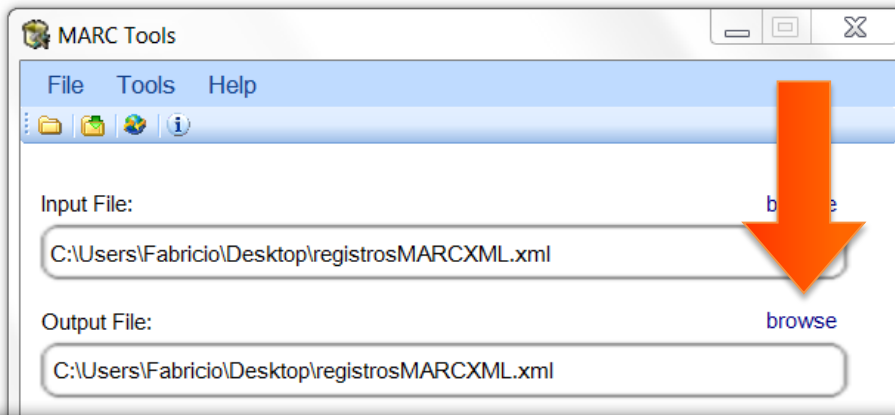 MARC Tools
File Tools Help
Input File:
C:\Users\Fabricio\Desktop\registrosMARCXML.xml
Output File: browse
C:\Users\Fabricio\Desktop\registrosMARCXML.xml